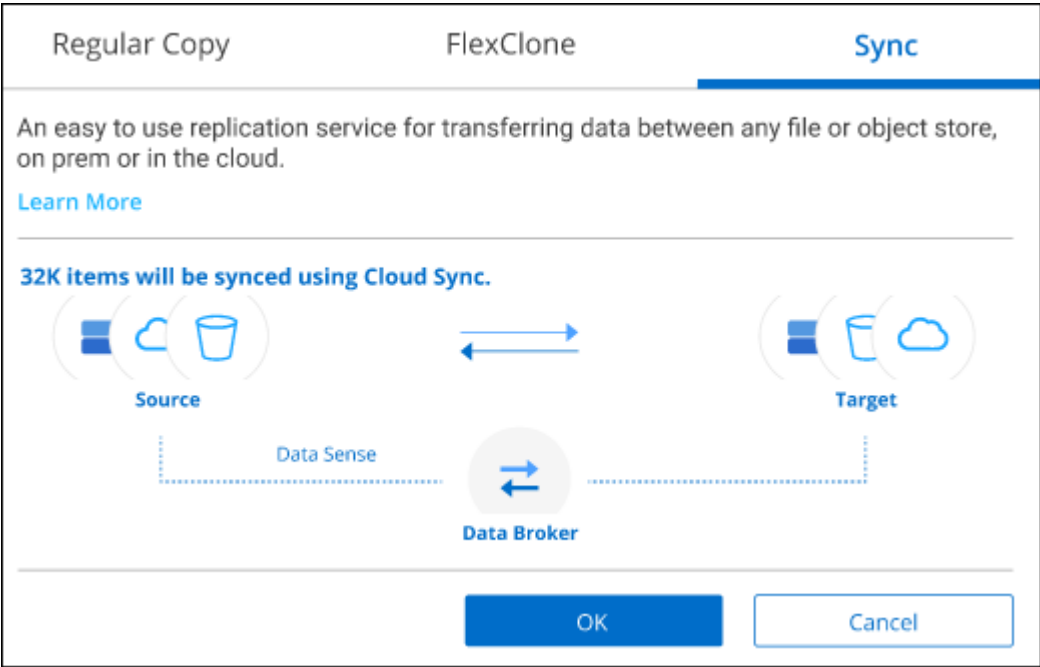 Regular Copy
FlexClone
Sync
An easy to use replication service for transferring data between any file or object store,
on prem or in the cloud.
Learn More
32K items will be synced using Cloud Sync.
Source
Target
Data Sense
Data Broker
OK
Cancel